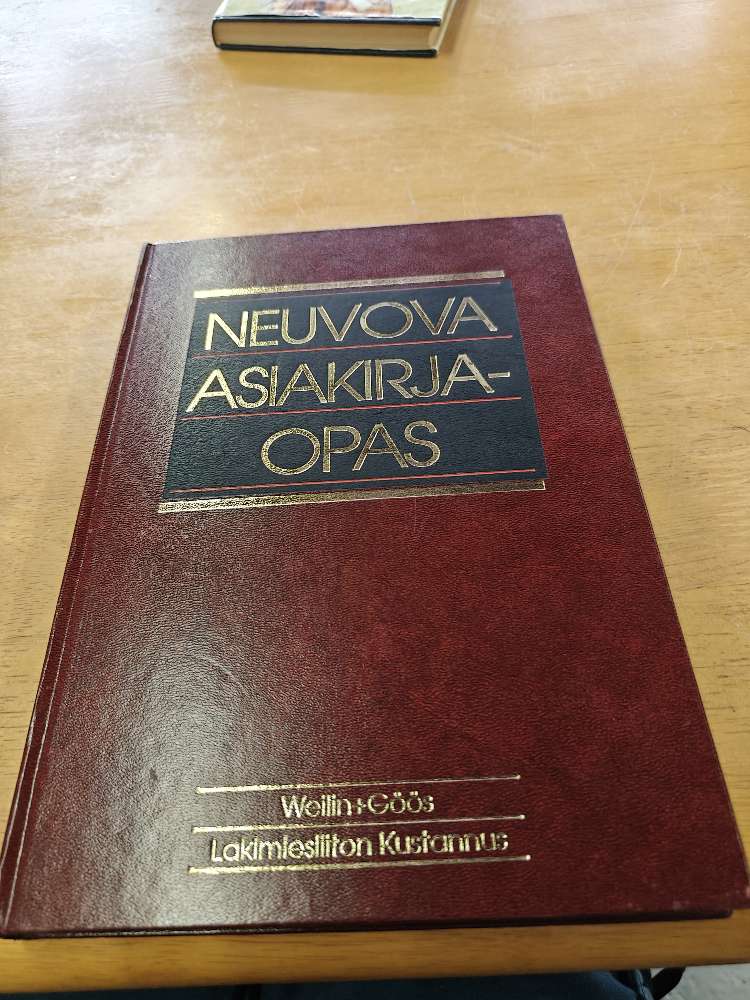 NEUVOVA
ASIAKIRJA-
OPAS
Weilin+Göös
Lakimiesliiton Kustannus